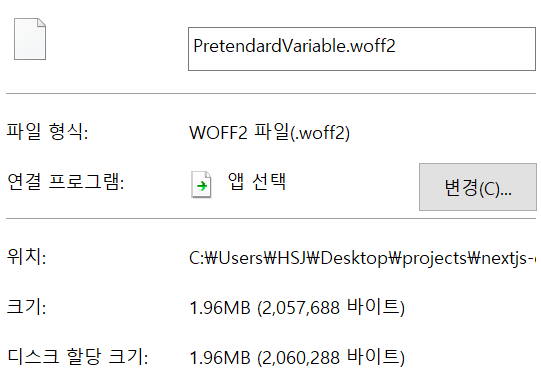 PretendardVariable.woff2
파일 형식: WOFF2 파일(.woff2)
연결 프로그램: 앱 선택 변경(C)...
위치: C:₩Users₩HSJ₩Desktop₩projects₩nextjs-
크기: 1.96MB (2,057,688 바이트)
디스크 할당 크기: 1.96MB (2,060,288 바이트)